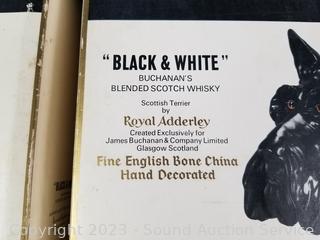 "BLACK & WHITE"
BUCHANAN'S
BLENDED SCOTCH WHISKY
Scottish Terrier
by
Royal Adderley
Created Exclusively for
James Buchanan & Company Limited
Glasgow Scotland
Fine English Bone China
Hand Decorated
Copyright 2023 - Sound Auction Service